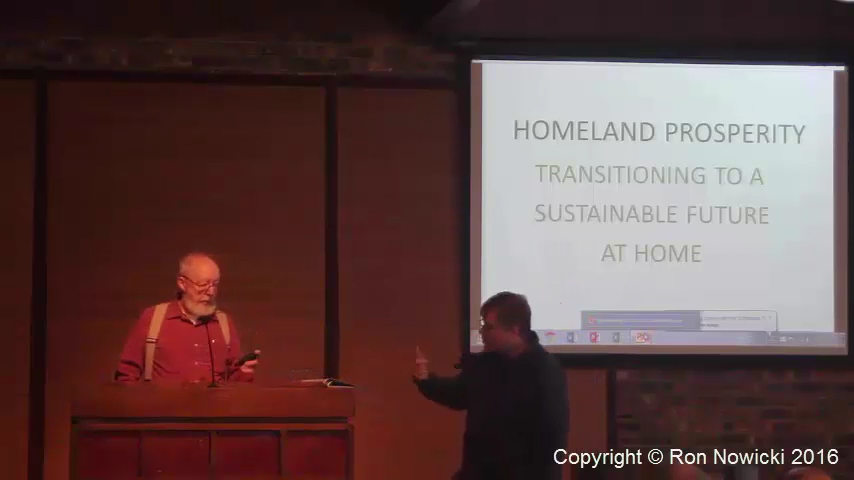 HOMELAND PROSPERITY
TRANSITIONING TO A
SUSTAINABLE FUTURE
AT HOME
Copyright © Ron Nowicki 2016